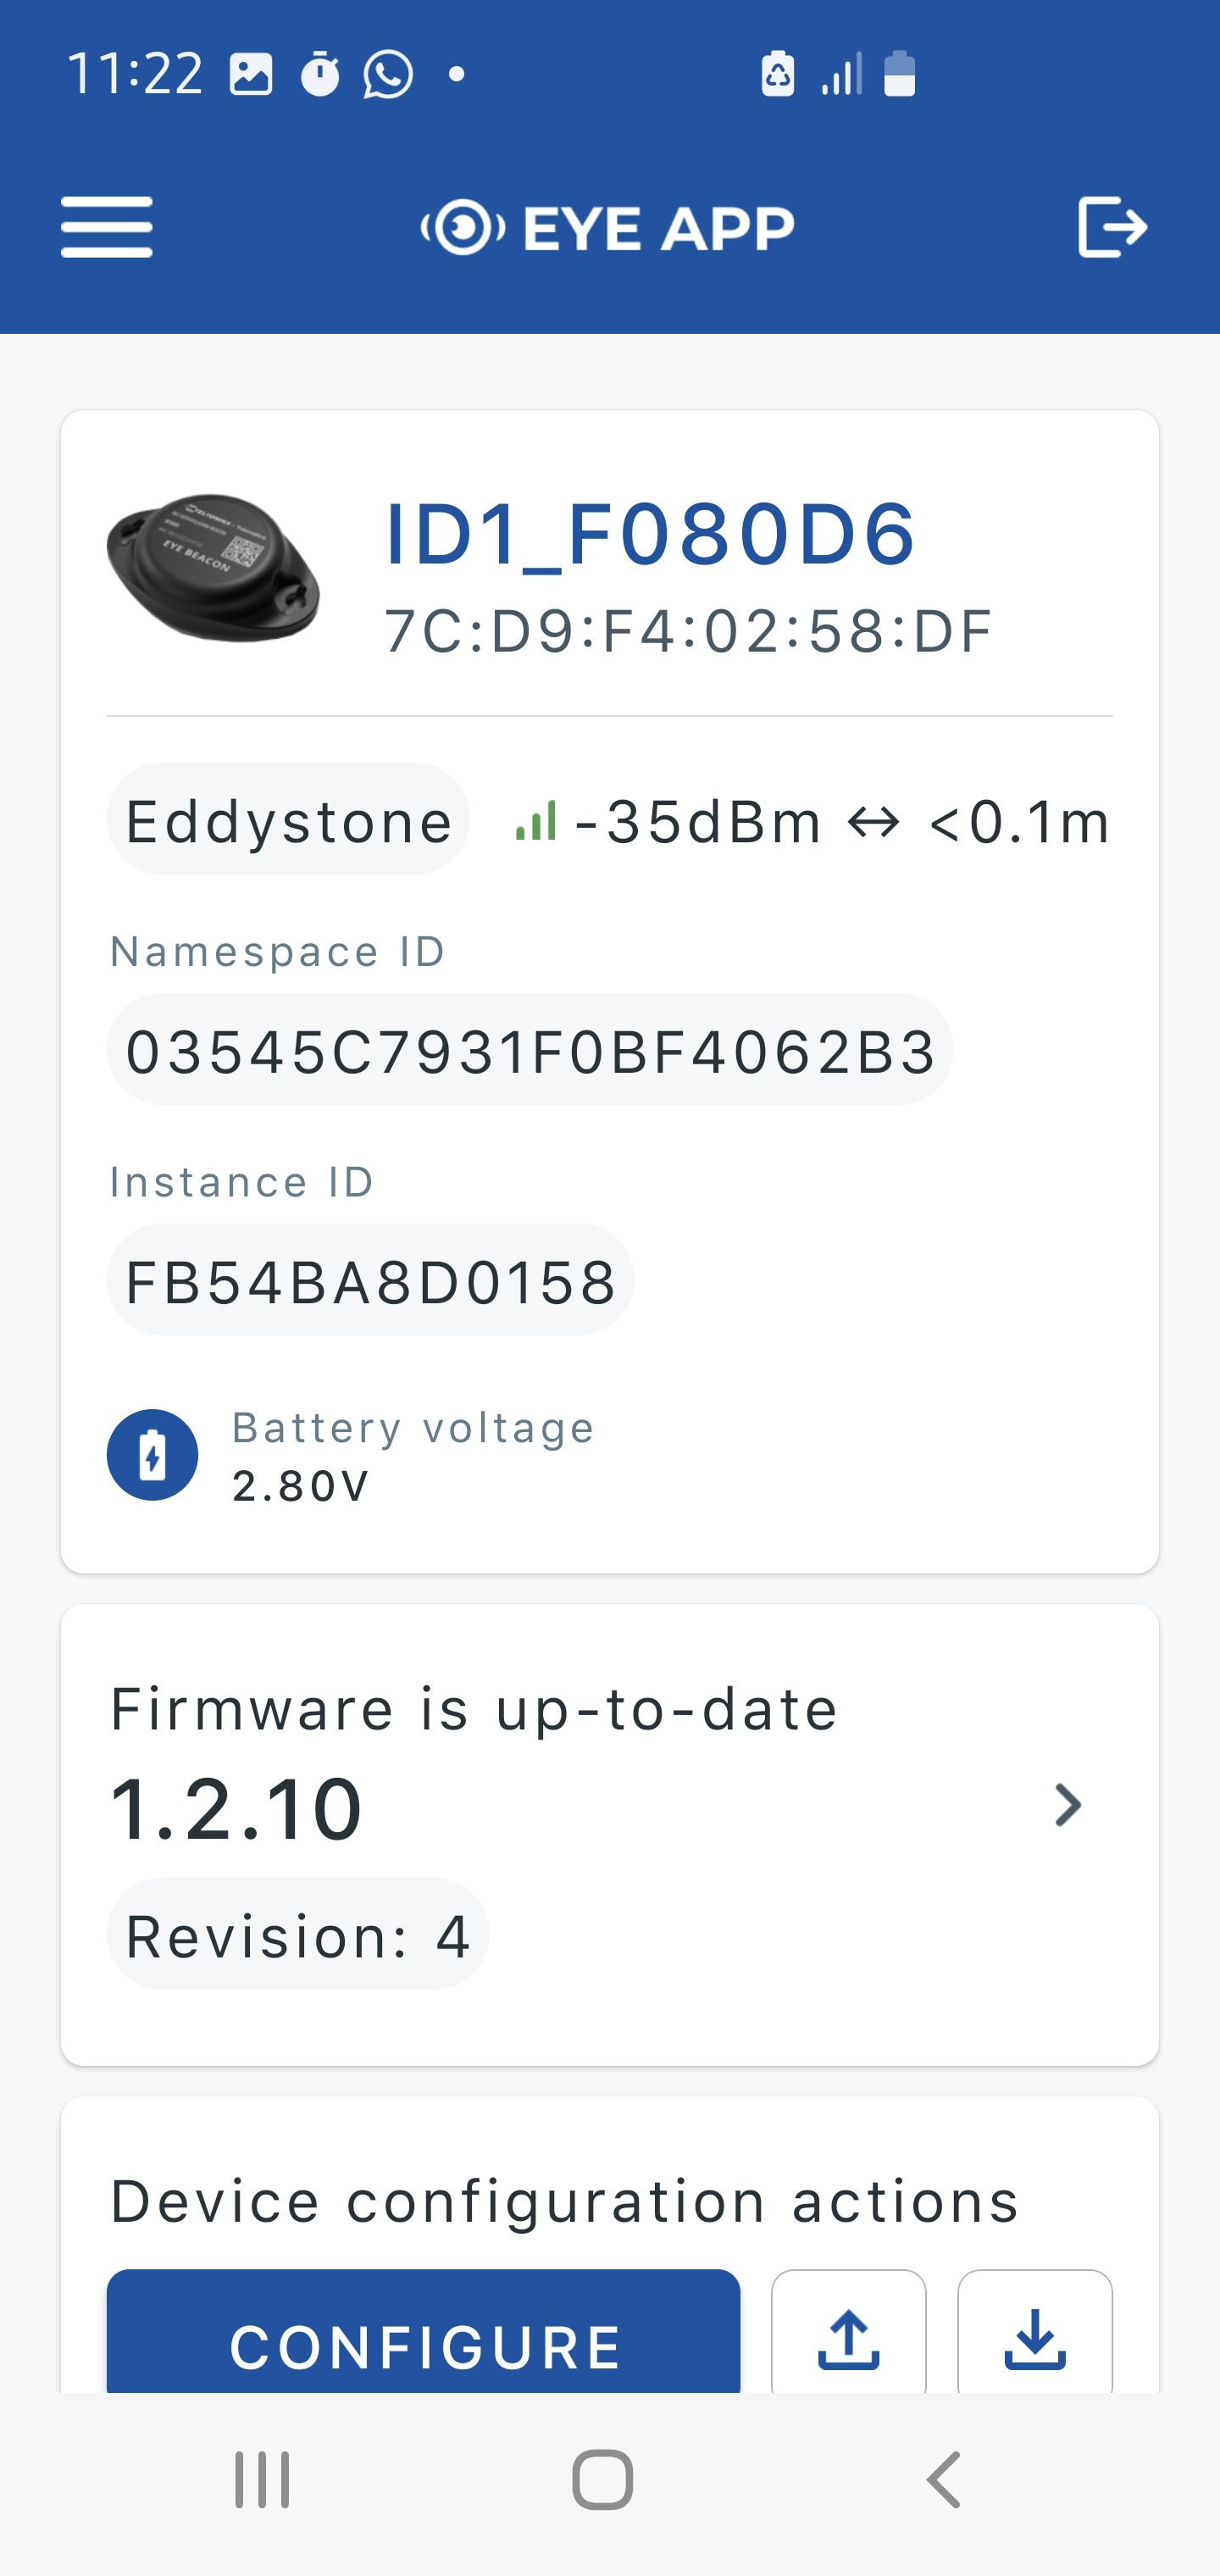 11:22
EYE APP
EYE BEACON
ID1_F080D6
7C:D9:F4:02:58:DF
Eddystone -35dBm ↔ <0.1m
Namespace ID
03545C7931F0BF4062B3
Instance ID
FB54BA8D0158
Battery voltage
2.80V
Firmware is up-to-date
1.2.10
Revision: 4
Device configuration actions
CONFIGURE